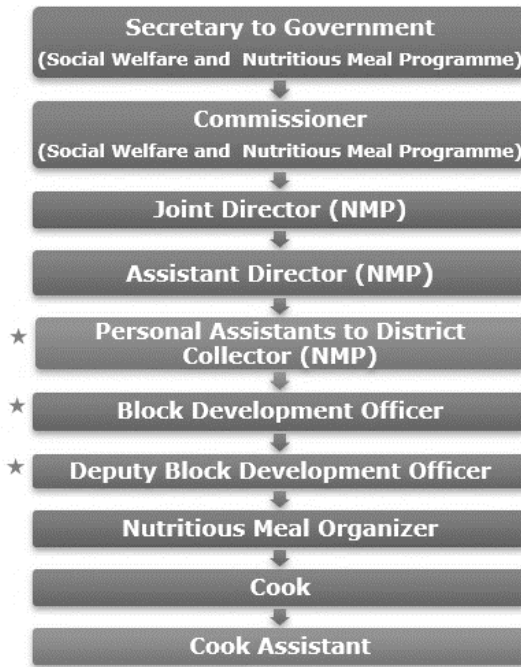 Secretary to Government
(Social Welfare and Nutritious Meal Programme)
Commissioner
(Social Welfare and Nutritious Meal Programme)
Joint Director (NMP)
Assistant Director (NMP)
Personal Assistants to District
Collector (NMP)
Block Development Officer
Deputy Block Development Officer
Nutritious Meal Organizer
Cook
Cook Assistant